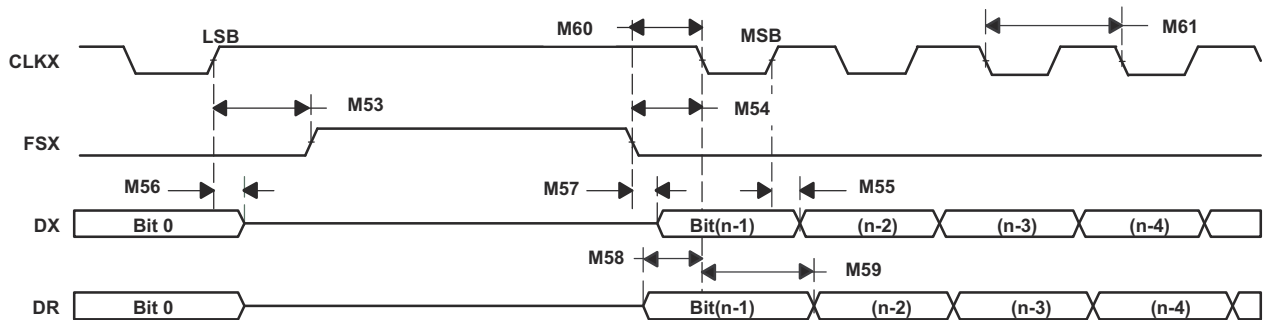 LSB M60 MSB M61
CLKX
M53 M54
FSX
M56 M57 M55
DX Bit 0 Bit(n-1) (n-2) (n-3) (n-4)
M58 M59
DR Bit 0 Bit(n-1) (n-2) (n-3) (n-4)